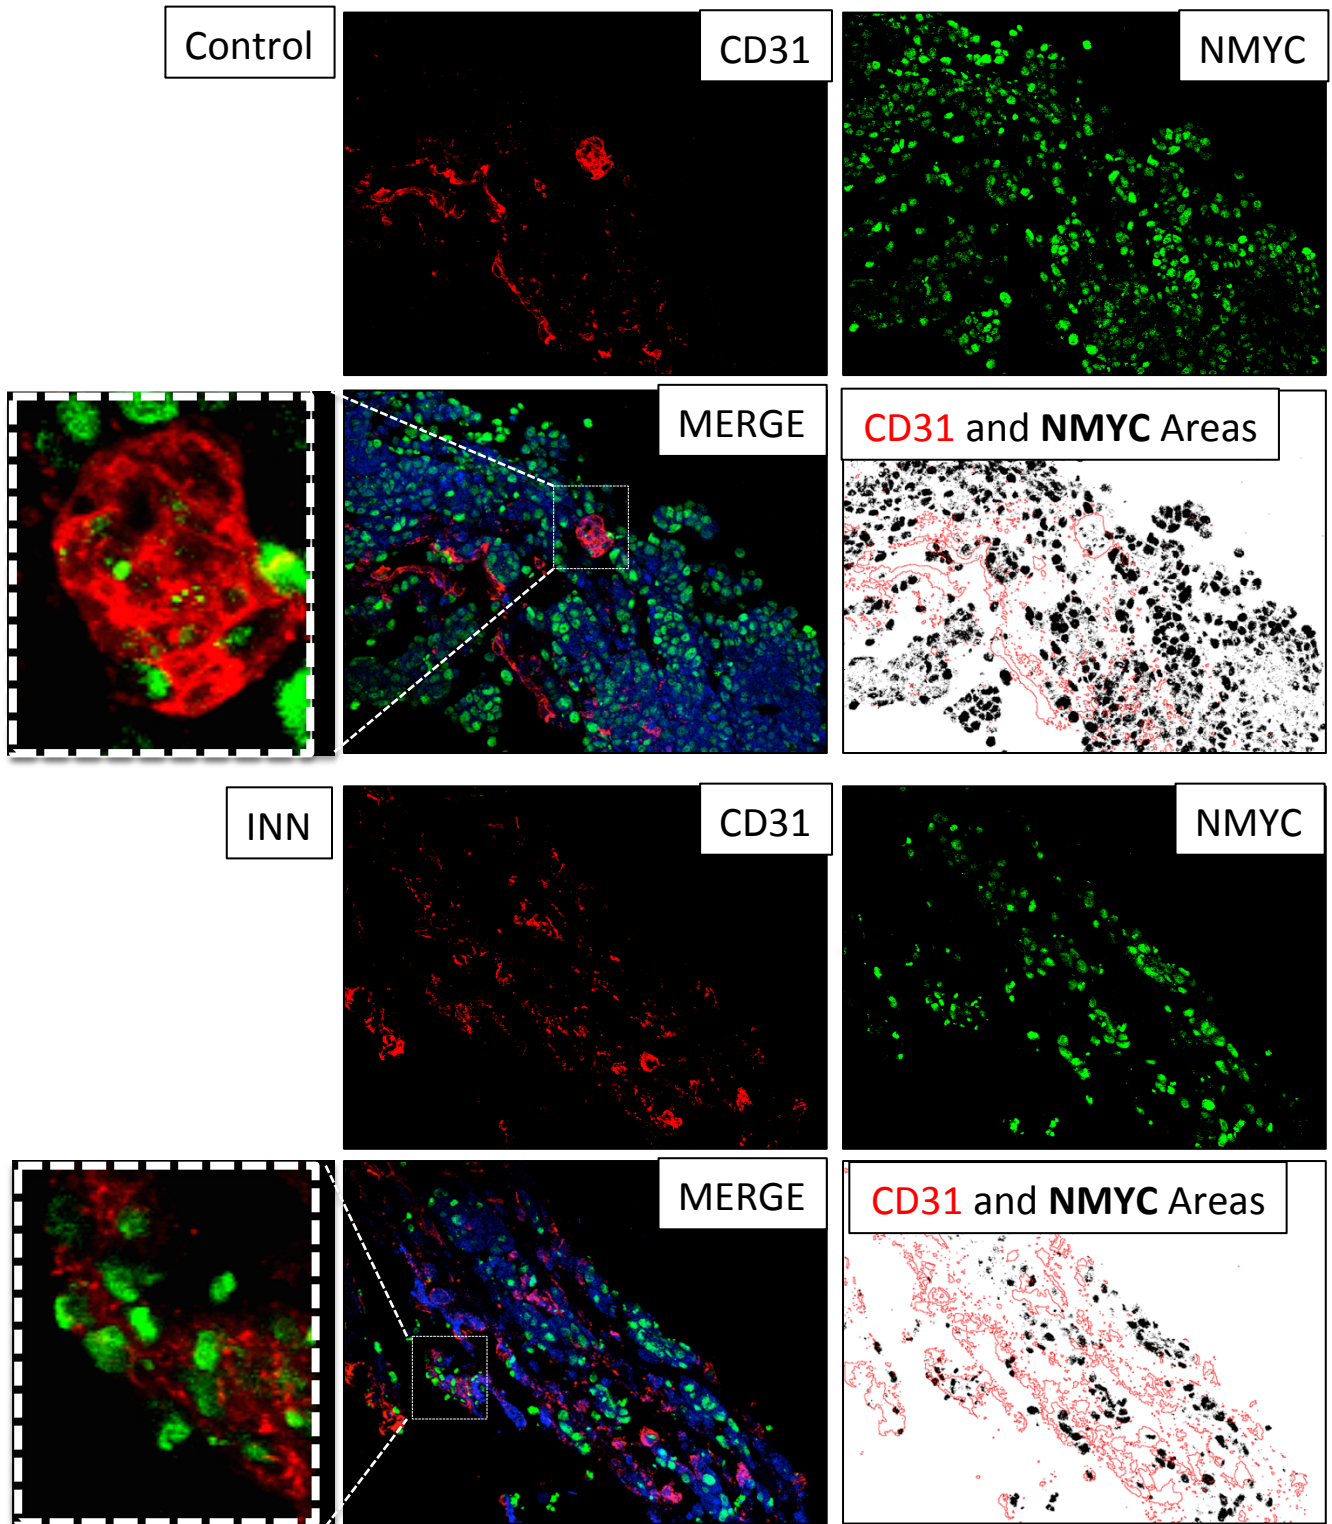 Control
CD31
NMYC
MERGE
CD31 and NMYC Areas
INN
CD31
NMYC
MERGE
CD31 and NMYC Areas